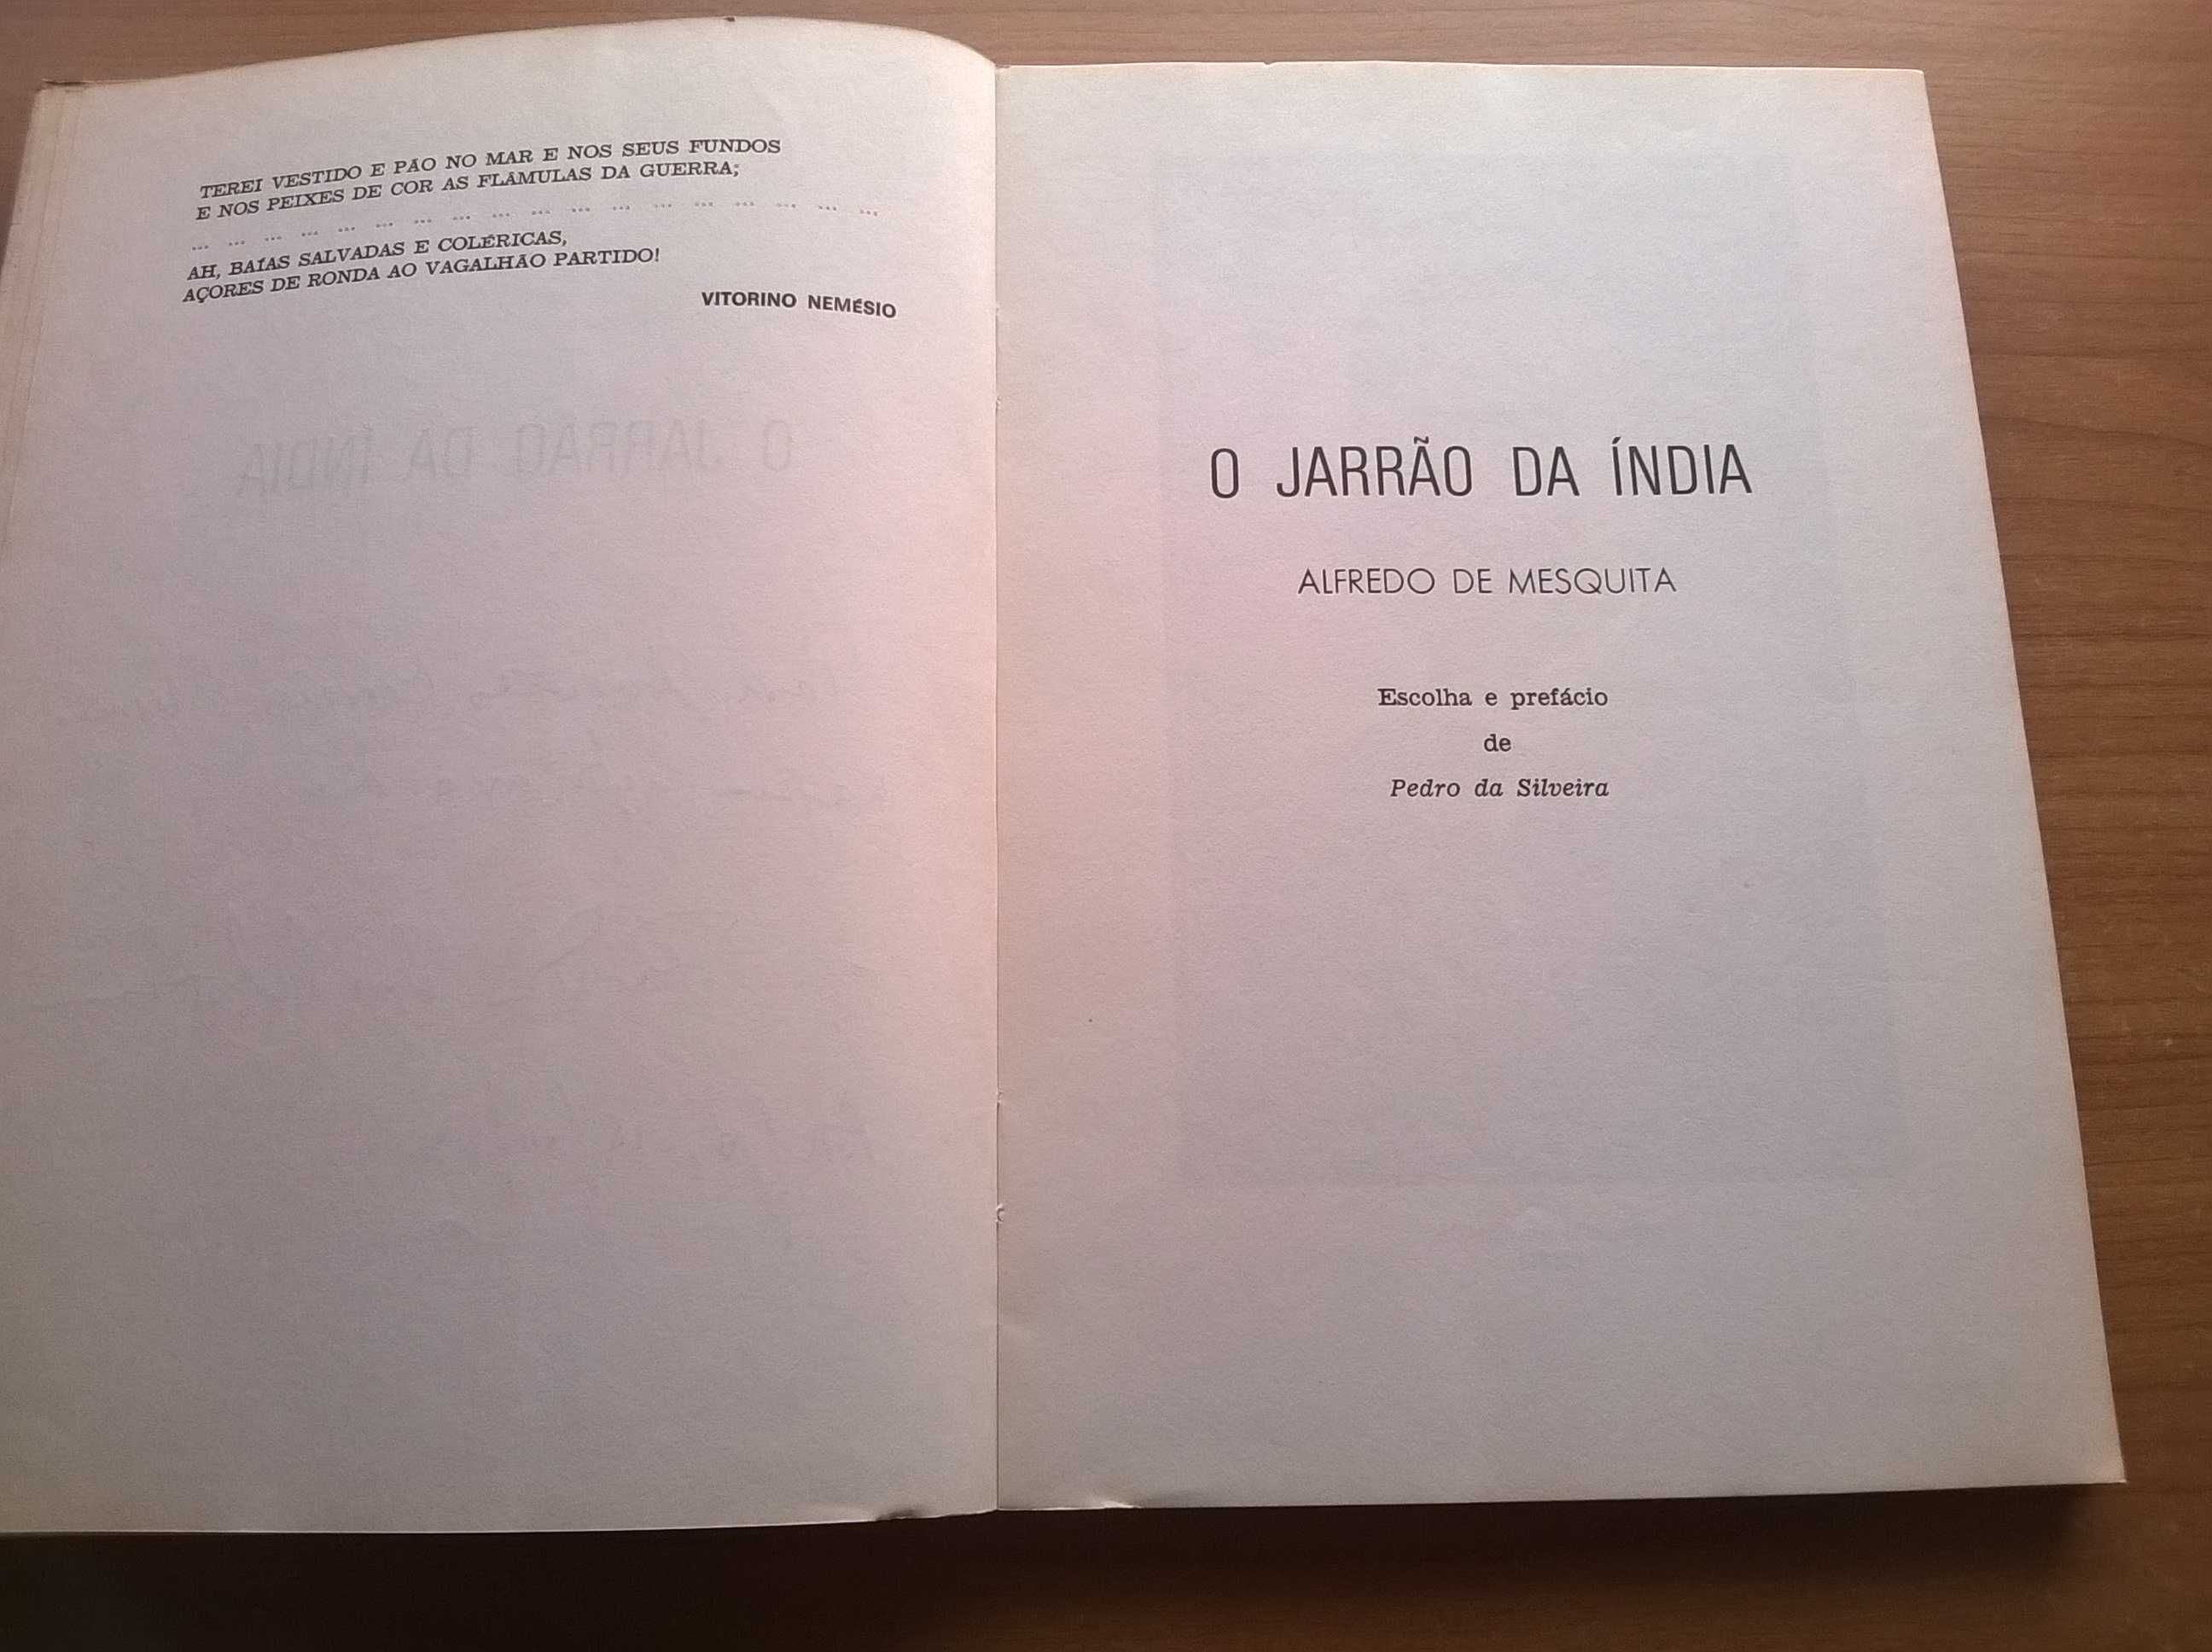 TEREI VESTIDO E PÃO NO MAR E NOS SEUS FUNDOS
E NOS PEIXES DE COR AS FLÂMULAS DA GUERRA;
... ... ... ... ... ... ... ... ... ... ... ... ... ... ... ... ... ...
AH, BAÍAS SALVADAS E COLÉRICAS,
AÇORES DE RONDA AO VAGALHÃO PARTIDO!
VITORINO NEMÉSIO
O JARRÃO DA ÍNDIA
ALFREDO DE MESQUITA
Escolha e prefácio
de
Pedro da Silveira